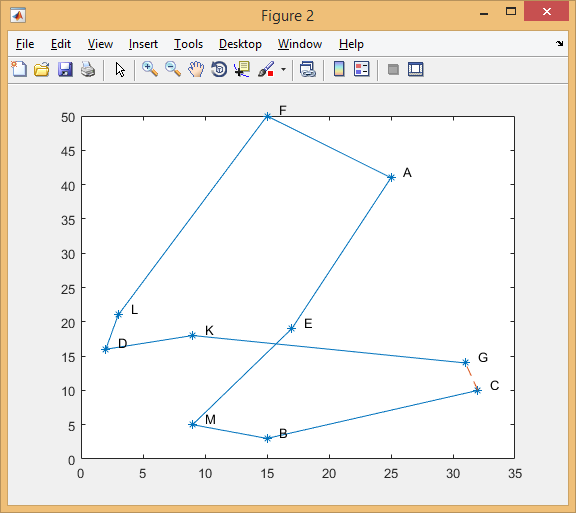 Figure 2
File Edit View Insert Tools Desktop Window Help
F
50
45
A
40
35
30
25
L
20
E
K
D
15
G
C
10
M
5
B
0
0 5 10 15 20 25 30 35